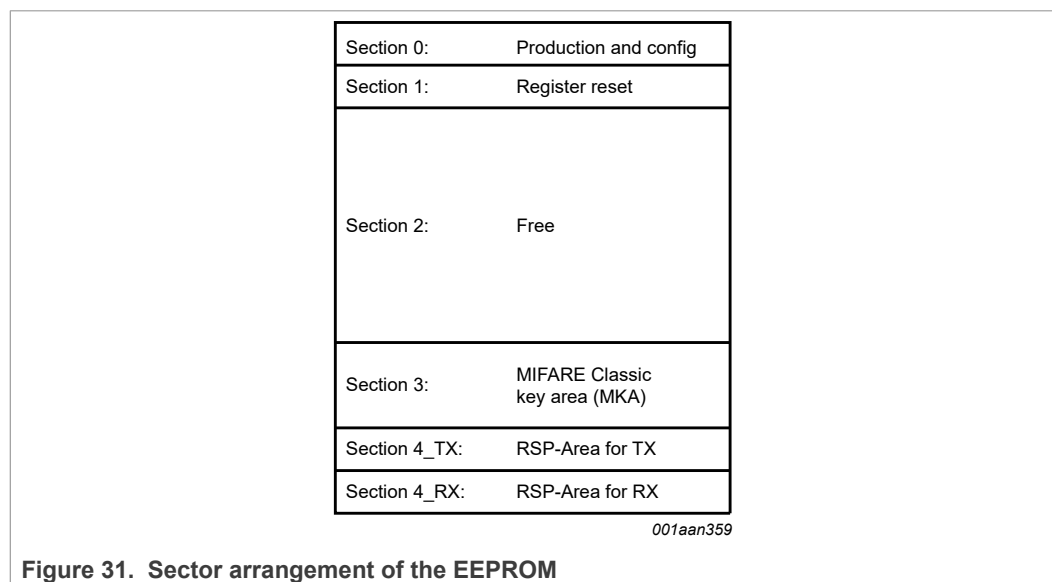 Section 0: Production and config
Section 1: Register reset
Section 2: Free
Section 3: MIFARE Classic
key area (MKA)
Section 4_TX: RSP-Area for TX
Section 4_RX: RSP-Area for RX
001aan359
Figure 31. Sector arrangement of the EEPROM